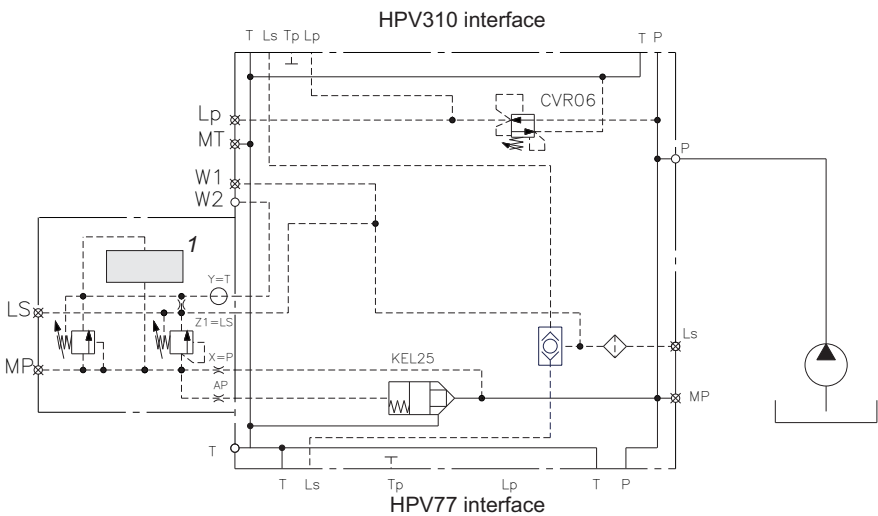 HPV310 interface
T Ls Tp Lp T P
CVR06
Lp
MT
P
W1
W2
1
Y=T
LS
Z1=LS
Ls
X=P
KEL25
MP
AP
MP
T
T Ls Tp Lp T P
HPV77 interface